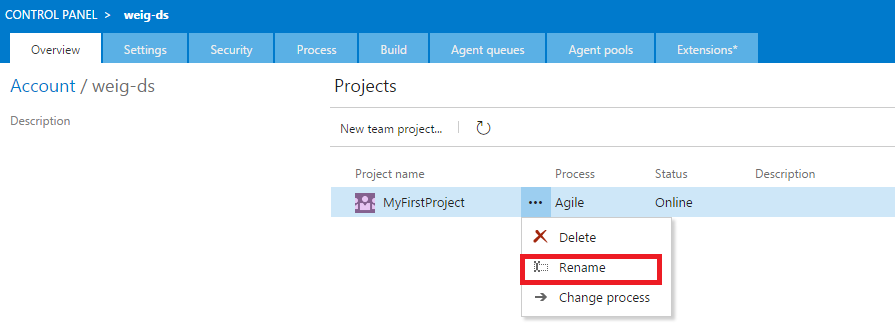 CONTROL PANEL > weig-ds
Overview Settings Security Process Build Agent queues Agent pools Extensions*
Account / weig-ds
Projects
Description
New team project...
Project name Process Status Description
MyFirstProject ••• Agile Online
Delete
Rename
Change process